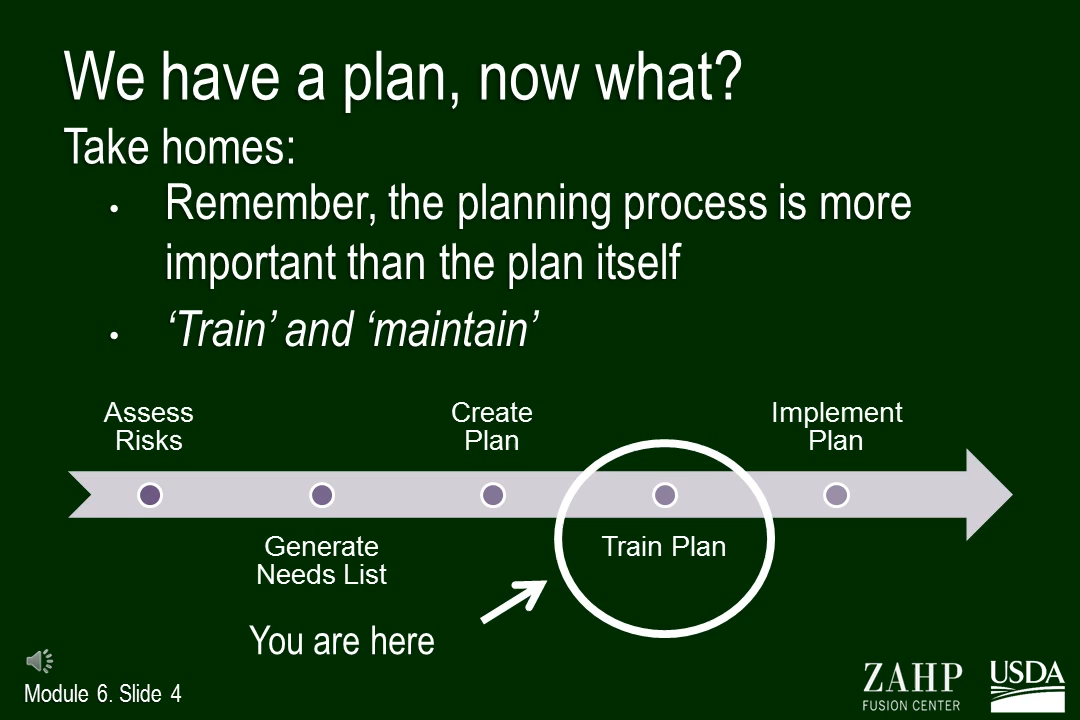 We have a plan, now what?
Take homes:
• Remember, the planning process is more
important than the plan itself
• ‘Train’ and ‘maintain’
Assess
Risks
Create
Plan
Implement
Plan
Generate
Needs List
Train Plan
You are here
Module 6. Slide 4
ZAHP
FUSION CENTER
USDA